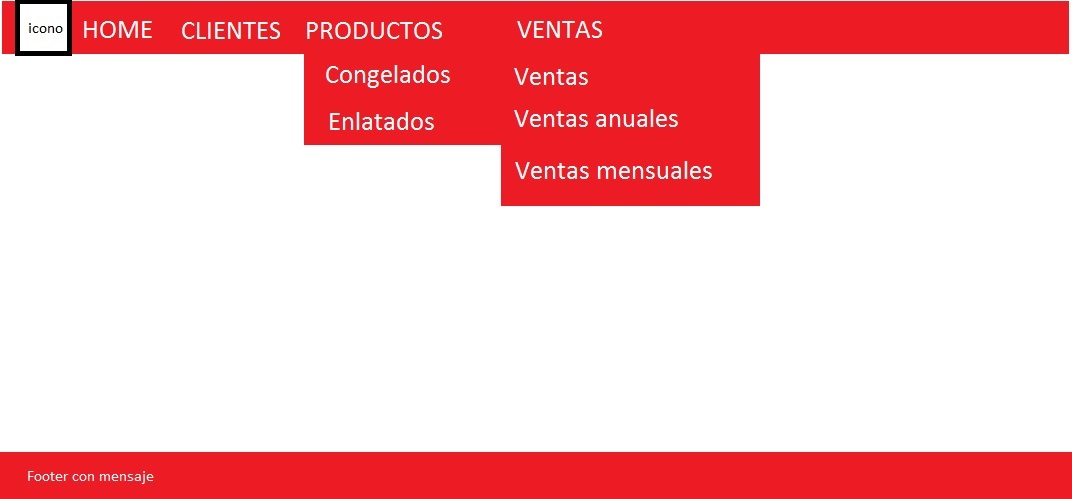 icono HOME CLIENTES PRODUCTOS VENTAS
Congelados
Enlatados
Ventas
Ventas anuales
Ventas mensuales
Footer con mensaje